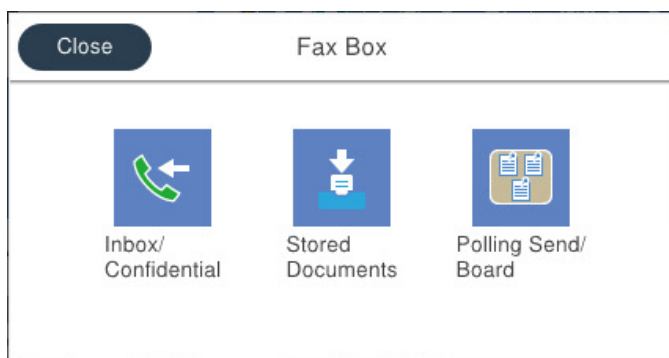 Close
Fax Box
Inbox/
Confidential
Stored
Documents
Polling Send/
Board